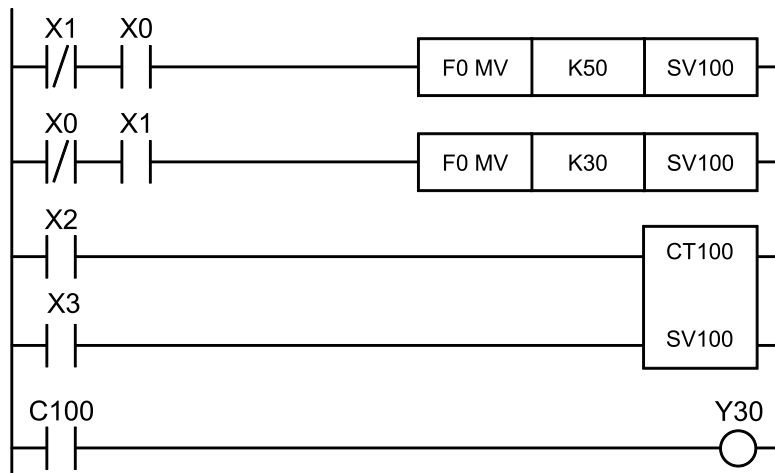 X1 X0
F0 MV K50 SV100
X0 X1
F0 MV K30 SV100
X2
CT100
X3
SV100
C100 Y30